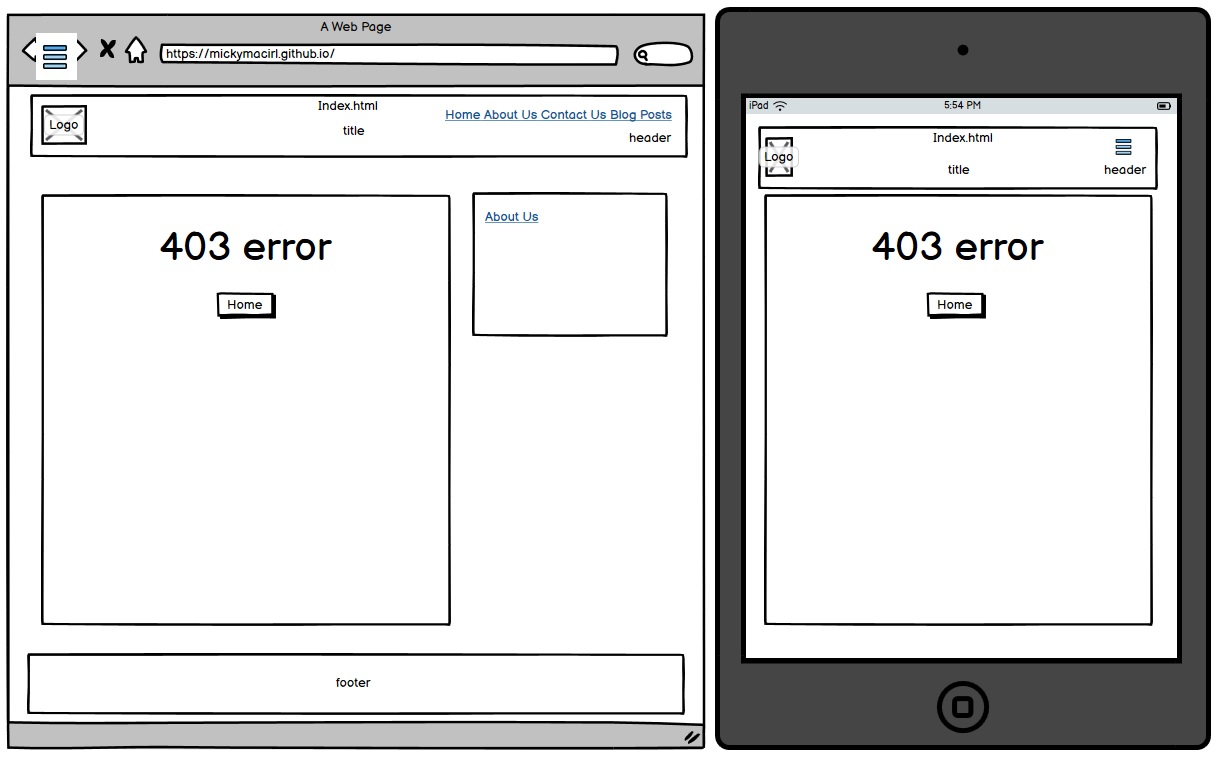 A Web Page
https://mickymacirl.github.io/
Index.html
Home About Us Contact Us Blog Posts
Logo
title
header
403 error
Home
About Us
footer
iPad
5:54 PM
Index.html
Logo
title
header
403 error
Home